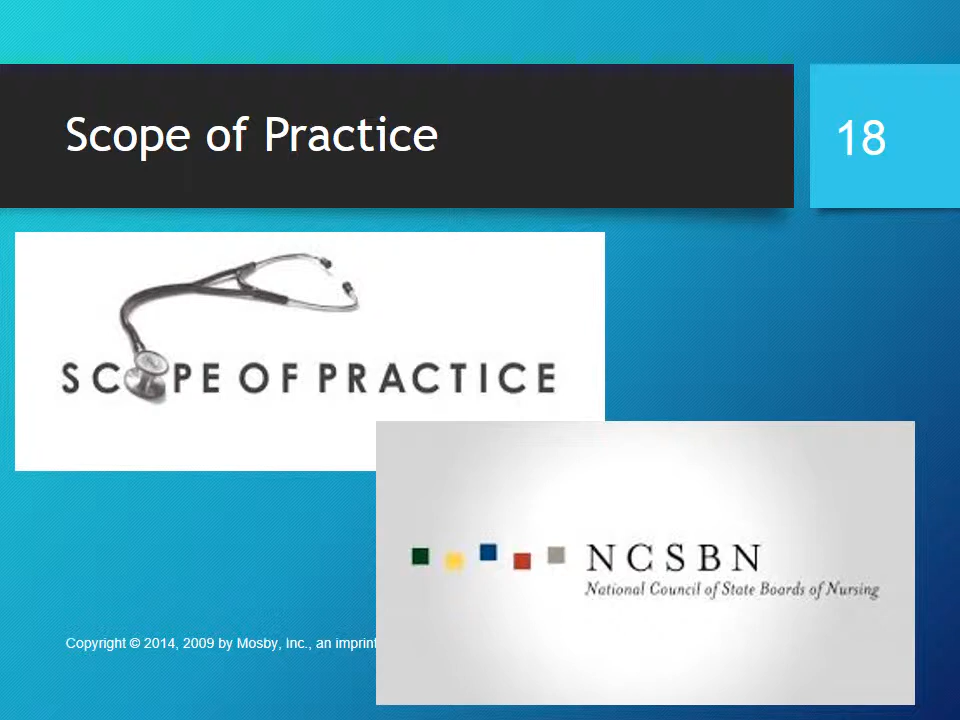 Scope of Practice
18
SCOPE OF PRACTICE
NCSBN
National Council of State Boards of Nursing
Copyright © 2014, 2009 by Mosby, Inc., an imprint